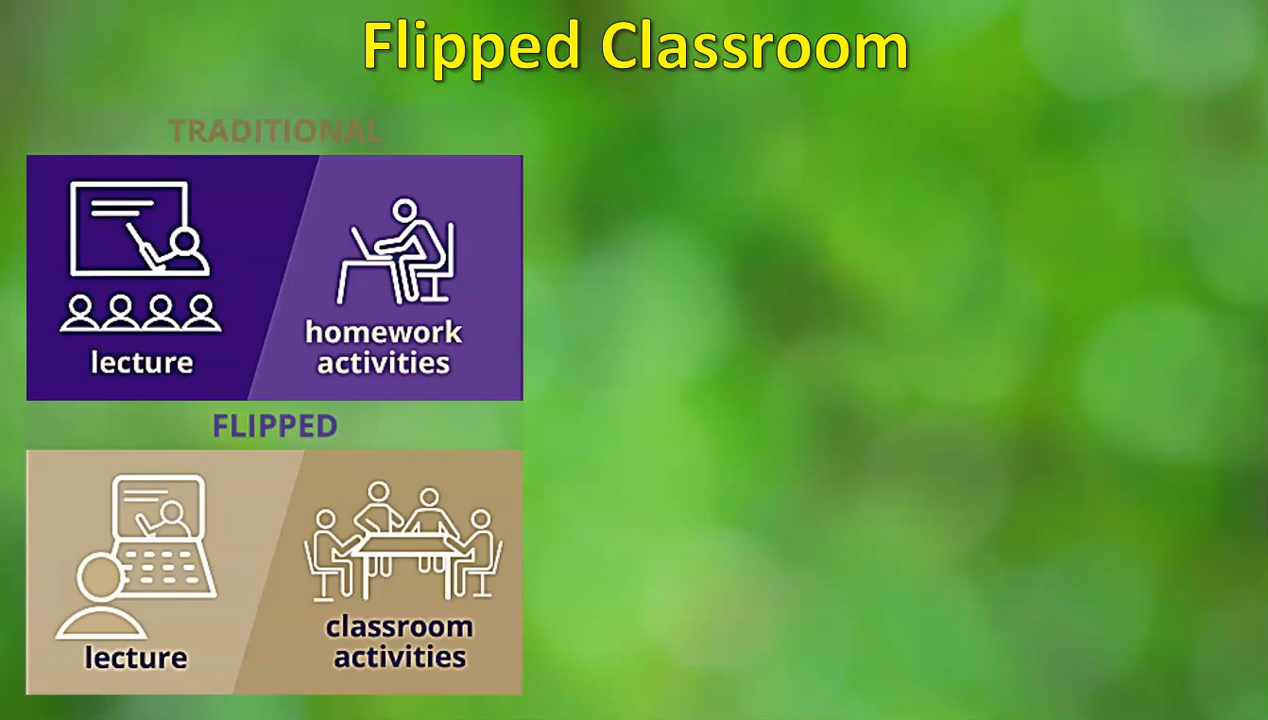 Flipped Classroom
TRADITIONAL
lecture
homework
activities
FLIPPED
lecture
classroom
activities